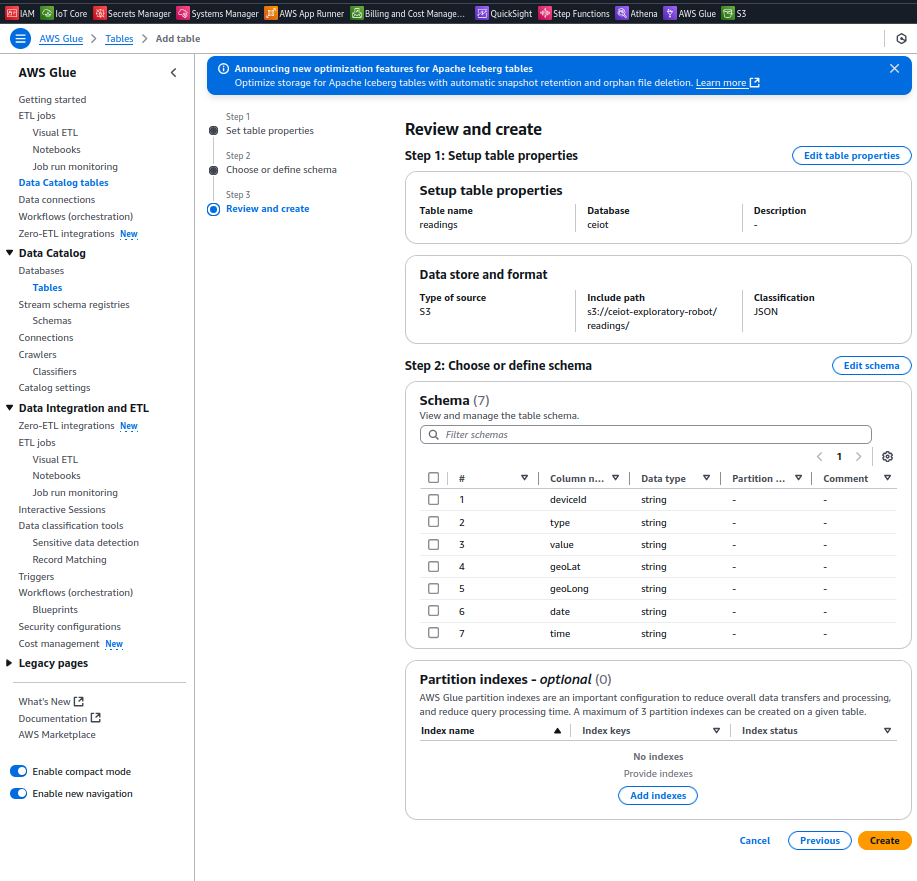 IAM IoT Core Secrets Manager Systems Manager AWS App Runner Billing and Cost Manage... QuickSight Step Functions Athena AWS Glue S3
AWS Glue > Tables > Add table
AWS Glue
Getting started
ETL jobs
Visual ETL
Notebooks
Job run monitoring
Data Catalog tables
Data connections
Workflows (orchestration)
Zero-ETL integrations New
Data Catalog
Databases
Tables
Stream schema registries
Schemas
Connections
Crawlers
Classifiers
Catalog settings
Data Integration and ETL
Zero-ETL integrations New
ETL jobs
Visual ETL
Notebooks
Job run monitoring
Interactive Sessions
Data classification tools
Sensitive data detection
Record Matching
Triggers
Workflows (orchestration)
Blueprints
Security configurations
Cost management New
Legacy pages
What's New
Documentation
AWS Marketplace
Enable compact mode
Enable new navigation
Announcing new optimization features for Apache Iceberg tables
Optimize storage for Apache Iceberg tables with automatic snapshot retention and orphan file deletion. Learn more
Step 1
Set table properties
Step 2
Choose or define schema
Step 3
Review and create
Review and create
Step 1: Setup table properties Edit table properties
Setup table properties
Table name Database Description
readings ceiot -
Data store and format
Type of source Include path Classification
S3 s3://ceiot-exploratory-robot/ JSON
readings/
Step 2: Choose or define schema Edit schema
Schema (7)
View and manage the table schema.
Filter schemas
< 1 >
# Column n... Data type Partition ... Comment
1 deviceId string - -
2 type string - -
3 value string - -
4 geoLat string - -
5 geoLong string - -
6 date string - -
7 time string - -
Partition indexes - optional (0)
AWS Glue partition indexes are an important configuration to reduce overall data transfers and processing,
and reduce query processing time. A maximum of 3 partition indexes can be created on a given table.
Index name Index keys Index status
No indexes
Provide indexes
Add indexes
Cancel Previous Create